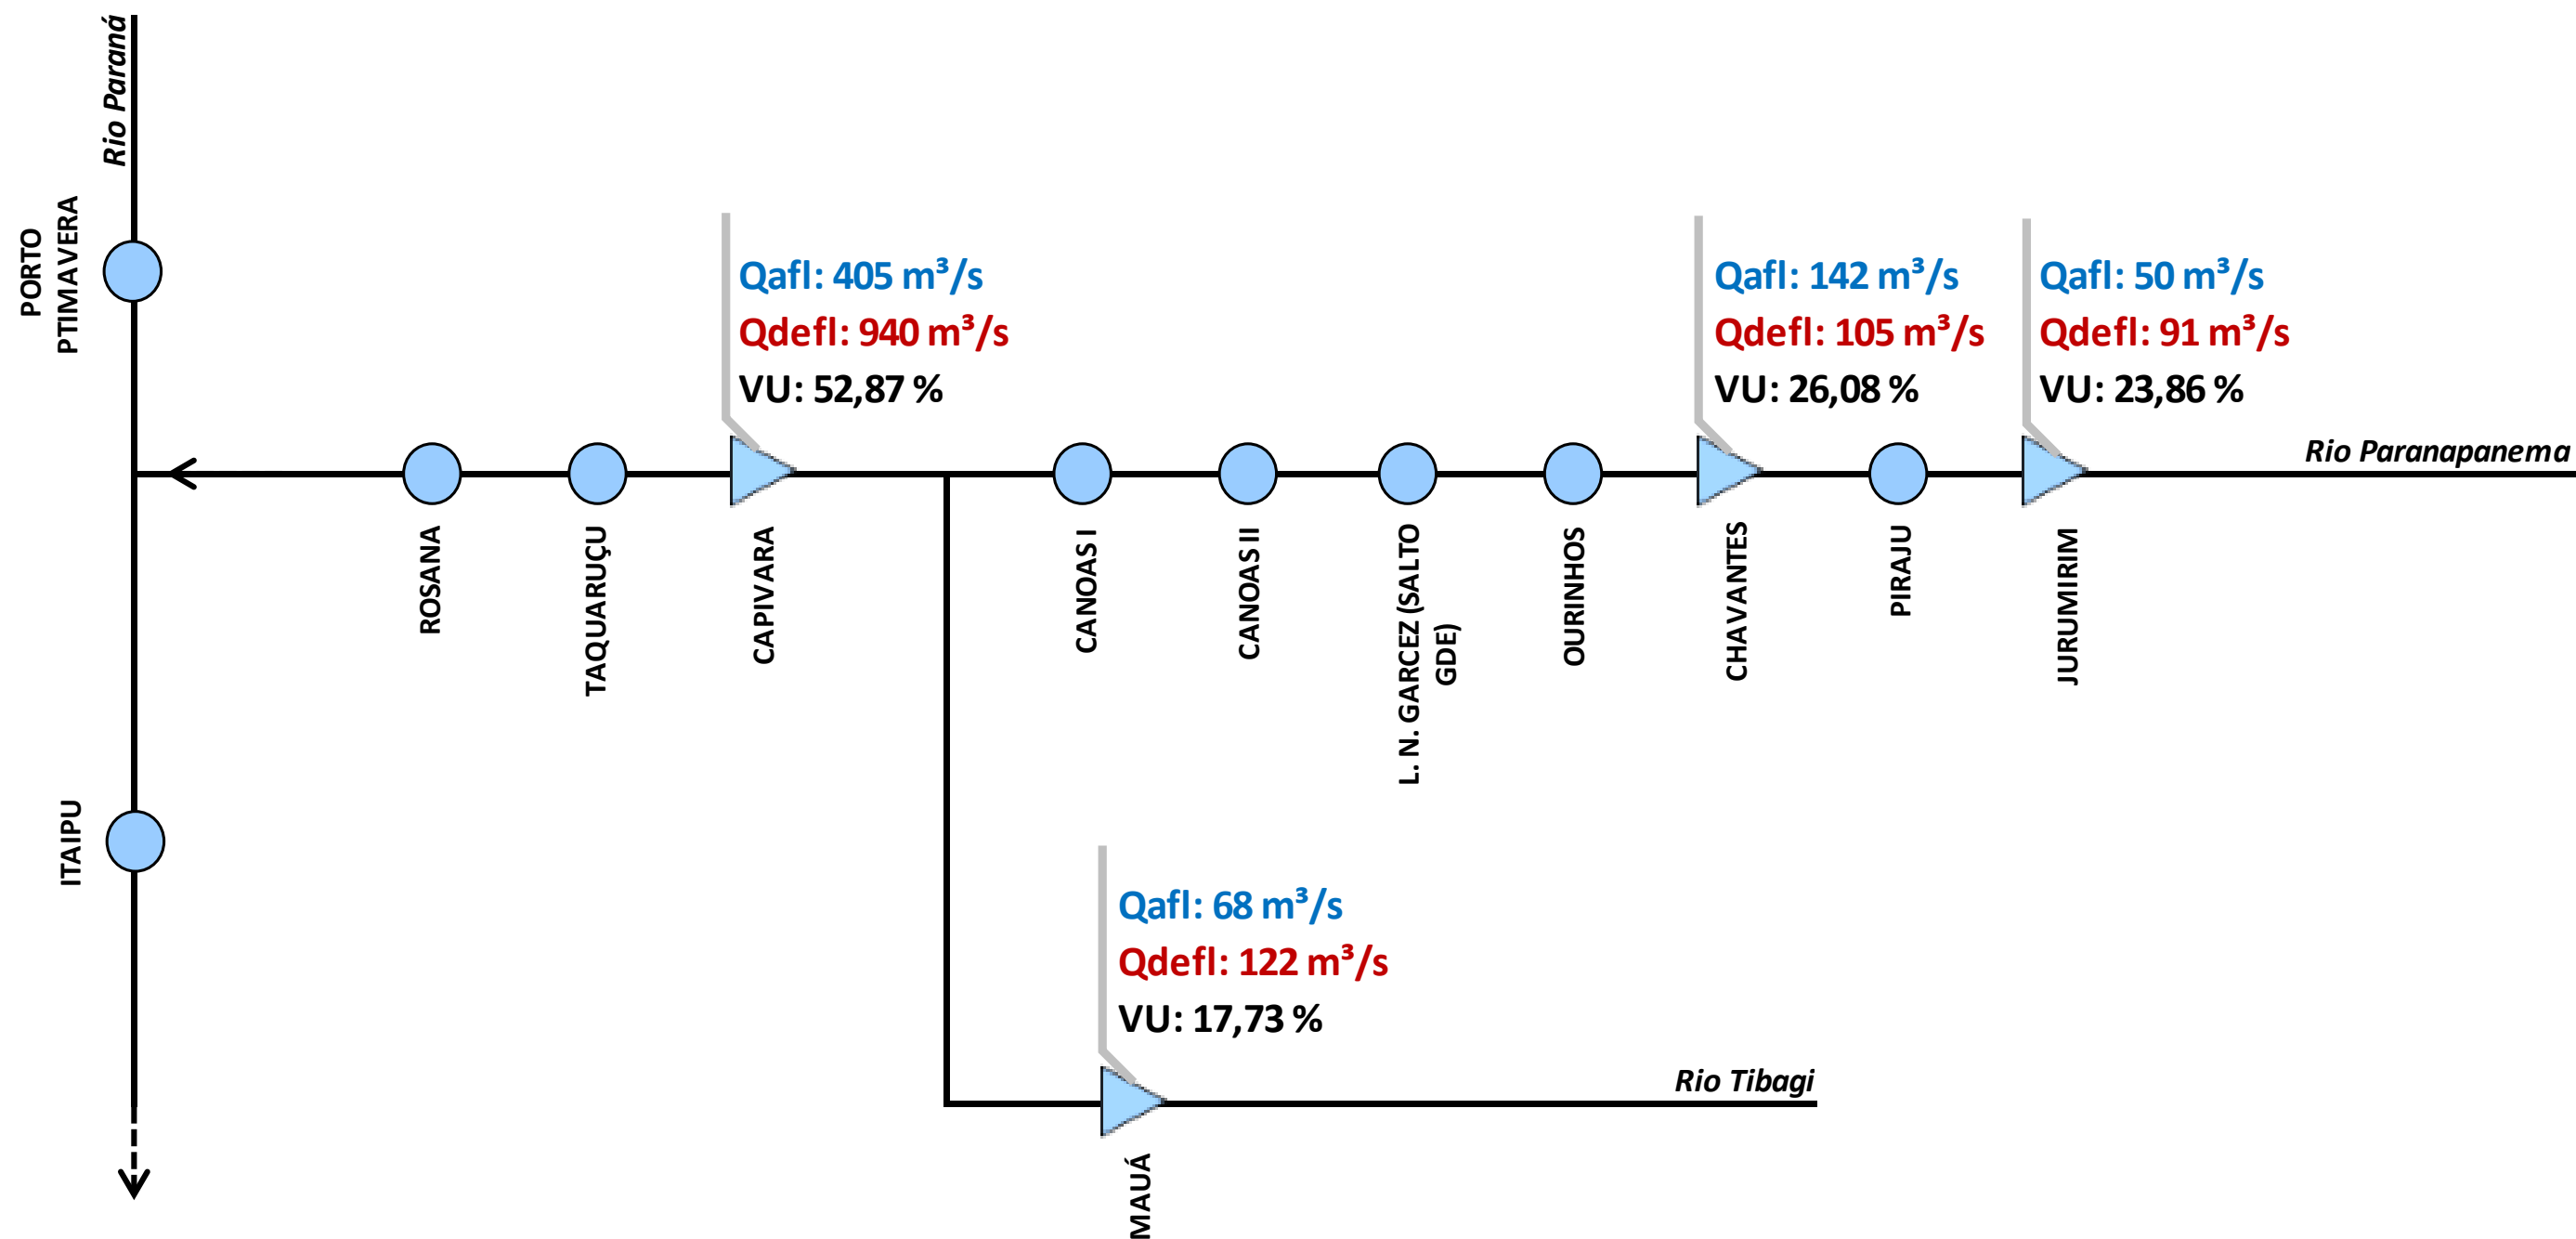 Rio Paraná
PORTO
PTIMAVERA
Qafl: 405 m³/s
Qdefl: 940 m³/s
VU: 52,87 %
Qafl: 142 m³/s
Qdefl: 105 m³/s
VU: 26,08 %
Qafl: 50 m³/s
Qdefl: 91 m³/s
VU: 23,86 %
Rio Paranapanema
ROSANA
TAQUARUÇU
CAPIVARA
CANOAS I
CANOAS II
L. N. GARCEZ (SALTO
GDE)
OURINHOS
CHAVANTES
PIRAJU
JURUMIRIM
ITAIPU
Qafl: 68 m³/s
Qdefl: 122 m³/s
VU: 17,73 %
Rio Tibagi
MAUÁ